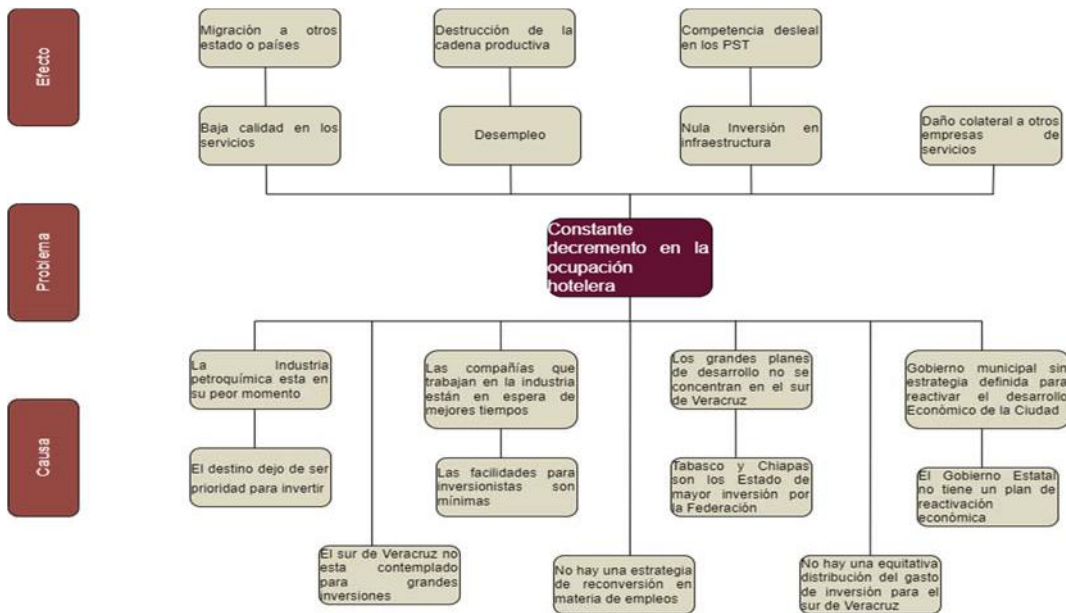 Efecto
Migración a otros
estado o países
Destrucción de la
cadena productiva
Competencia desleal
en los PST
Baja calidad en los
servicios
Desempleo
Nula Inversión en
infraestructura
Daño colateral a otros
empresas de
servicios
Problema
Constante
decremento en la
ocupación
hotelera
Causa
La Industria
petroquímica esta en
su peor momento
Las compañías que
trabajan en la industria
están en espera de
mejores tiempos
Los grandes planes
de desarrollo no se
concentran en el sur
de Veracruz
Gobierno municipal sin
estrategia definida para
reactivar el desarrollo
Económico de la Ciudad
El destino dejo de ser
prioridad para invertir
Las facilidades para
inversionistas son
mínimas
Tabasco y Chiapas
son los Estado de
mayor inversión por
la Federación
El Gobierno Estatal
no tiene un plan de
reactivación
económica
El sur de Veracruz no
esta contemplado
para grandes
inversiones
No hay una estrategia
de reconversión en
materia de empleos
No hay una equitativa
distribución del gasto
de inversión para el
sur de Veracruz